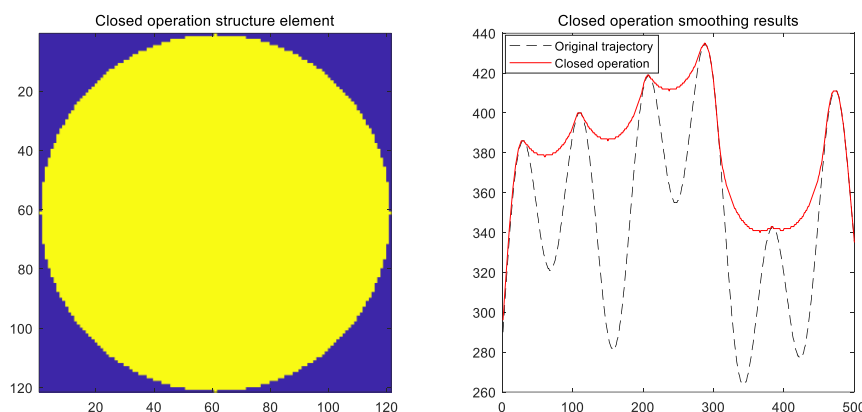 Closed operation structure element
20
40
60
80
100
120
20 40 60 80 100 120
Closed operation smoothing results
Original trajectory
Closed operation
440
420
400
380
360
340
320
300
280
260
0 100 200 300 400 500